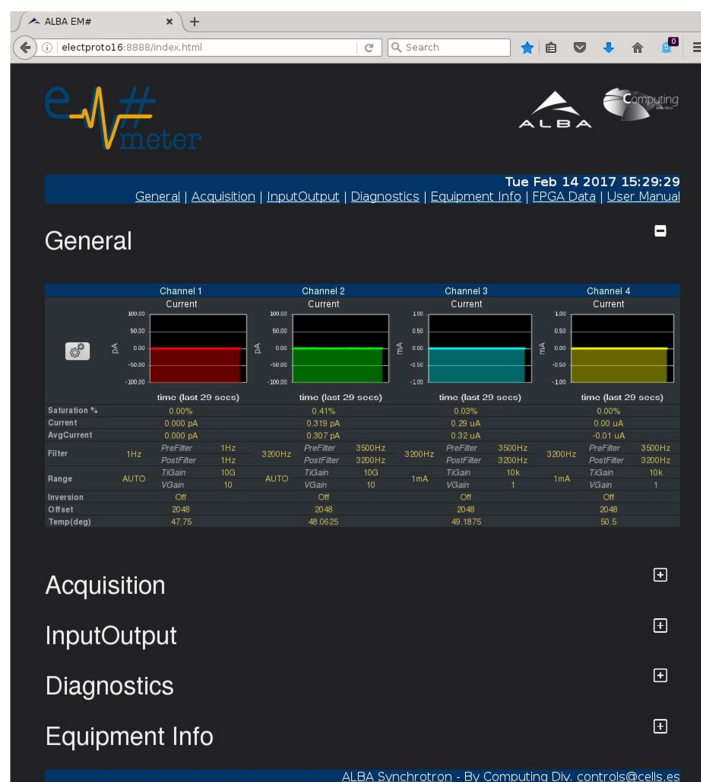 ALBA EM#
electproto16:8888/index.html
Search
0
e # meter
ALBA
Computing
Tue Feb 14 2017 15:29:29
General | Acquisition | InputOutput | Diagnostics | Equipment Info | FPGA Data | User Manual
General
Channel 1 Channel 2 Channel 3 Channel 4
Current Current Current Current
100.00 100.00 1.00 1.00
50.00 50.00 0.50 0.50
pA 0.00 pA 0.00 mA 0.00 mA 0.00
-50.00 -50.00 -0.50 -0.50
-100.00 -100.00 -1.00 -1.00
time (last 29 secs) time (last 29 secs) time (last 29 secs) time (last 29 secs)
Saturation % 0.00% 0.41% 0.03% 0.00%
Current 0.000 pA 0.319 pA 0.29 uA 0.00 uA
AvgCurrent 0.000 pA 0.307 pA 0.32 uA -0.01 uA
Filter 1Hz PreFilter 1Hz 3200Hz PreFilter 3500Hz 3200Hz PreFilter 3500Hz 3200Hz PreFilter 3500Hz
PostFilter 1Hz PostFilter 3200Hz PostFilter 3200Hz PostFilter 3200Hz
Range AUTO TiGain 10G AUTO TiGain 10G 1mA TiGain 10k 1mA TiGain 10k
VGain 10 VGain 10 VGain 1 VGain 1
Inversion Off Off Off Off
Offset 2048 2048 2048 2048
Temp(deg) 47.75 48.0625 49.1875 50.5
Acquisition
InputOutput
Diagnostics
Equipment Info
ALBA Synchrotron - By Computing Div. controls@cells.es